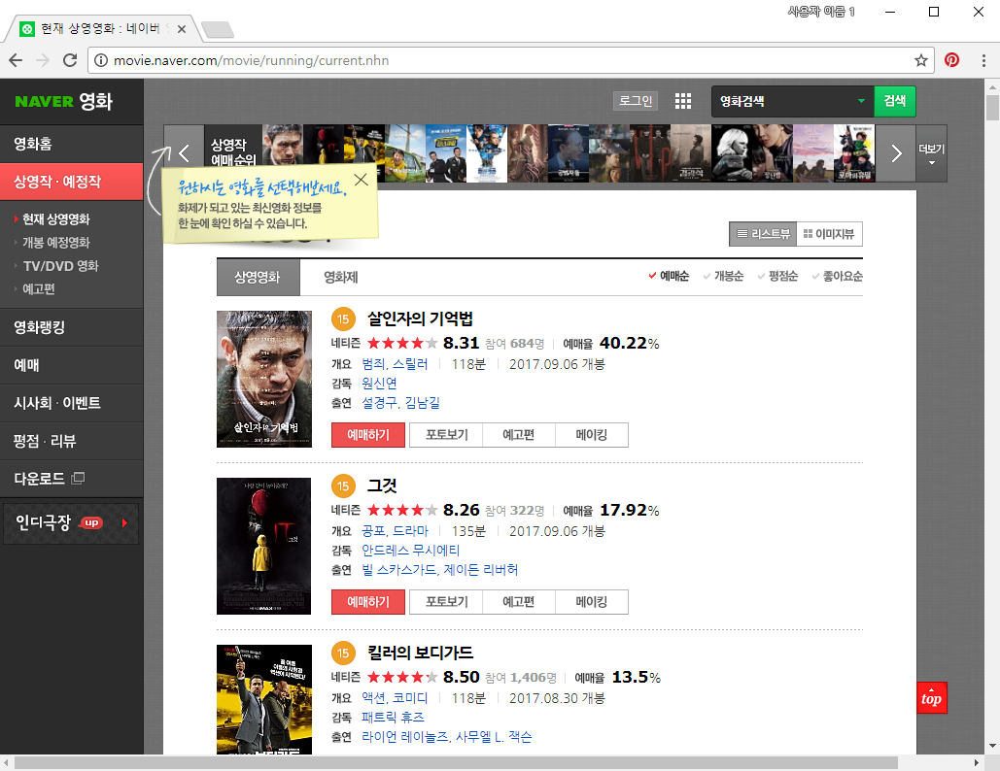 사용자 이름 1
현재 상영영화 : 네이버
movie.naver.com/movie/running/current.nhn
NAVER 영화
로그인
영화검색
검색
영화홈
상영작 · 예정작
현재 상영영화
개봉 예정영화
TV/DVD 영화
예고편
영화랭킹
예매
시사회 · 이벤트
평점 · 리뷰
다운로드
인디극장 up
상영작
예매순위
더보기
원하시는 영화를 선택해보세요.
화제가 되고 있는 최신영화 정보를
한 눈에 확인 하실 수 있습니다.
리스트뷰 이미지뷰
상영영화 영화제
예매순 개봉순 평점순 좋아요순
15 살인자의 기억법
네티즌 8.31 참여 684명 예매율 40.22%
개요 범죄, 스릴러 118분 2017.09.06 개봉
감독 원신연
출연 설경구, 김남길
예매하기 포토보기 예고편 메이킹
살인자의 기억법
15 그것
네티즌 8.26 참여 322명 예매율 17.92%
개요 공포, 드라마 135분 2017.09.06 개봉
감독 안드레스 무시에티
출연 빌 스카스가드, 제이든 리버허
예매하기 포토보기 예고편 메이킹
IT
그것
15 킬러의 보디가드
네티즌 8.50 참여 1,406명 예매율 13.5%
개요 액션, 코미디 118분 2017.08.30 개봉
감독 패트릭 휴즈
출연 라이언 레이놀즈, 사무엘 L. 잭슨
top